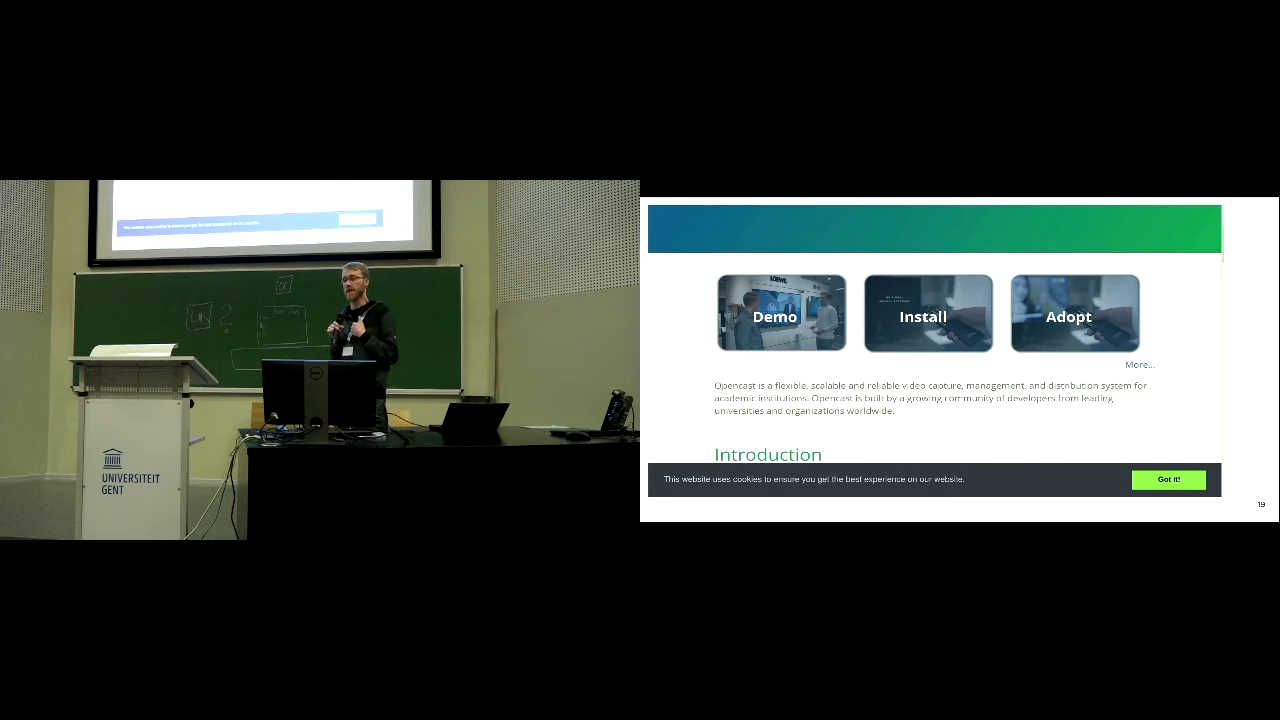 UNIVERSITEIT
GENT
DELL
LOEWE.
Demo
Install
Adopt
More...
Opencast is a flexible, scalable and reliable video capture, management, and distribution system for
academic institutions. Opencast is built by a growing community of developers from leading
universities and organizations worldwide.
Introduction
This website uses cookies to ensure you get the best experience on our website.
Got it!
19